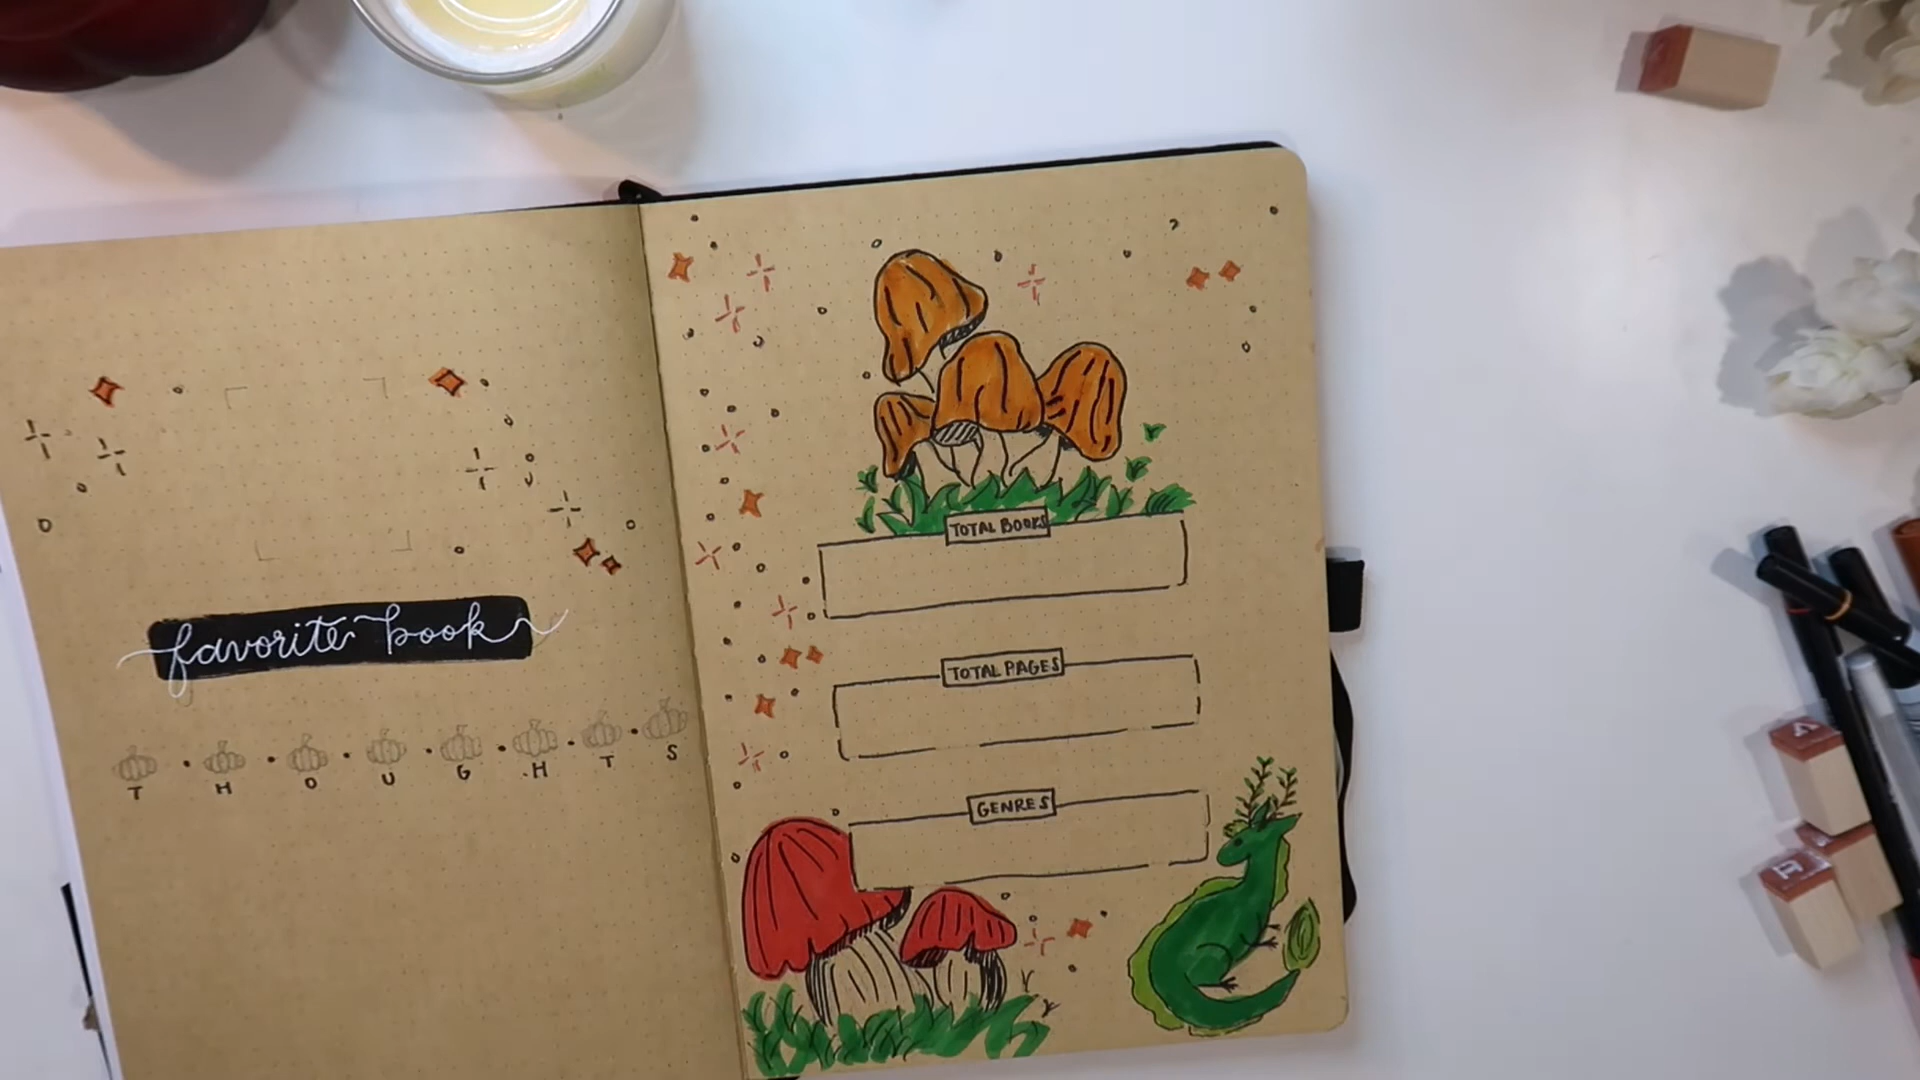 favorite book
T · H · O · U · G · H · T · S
TOTAL BOOKS
TOTAL PAGES
GENRES